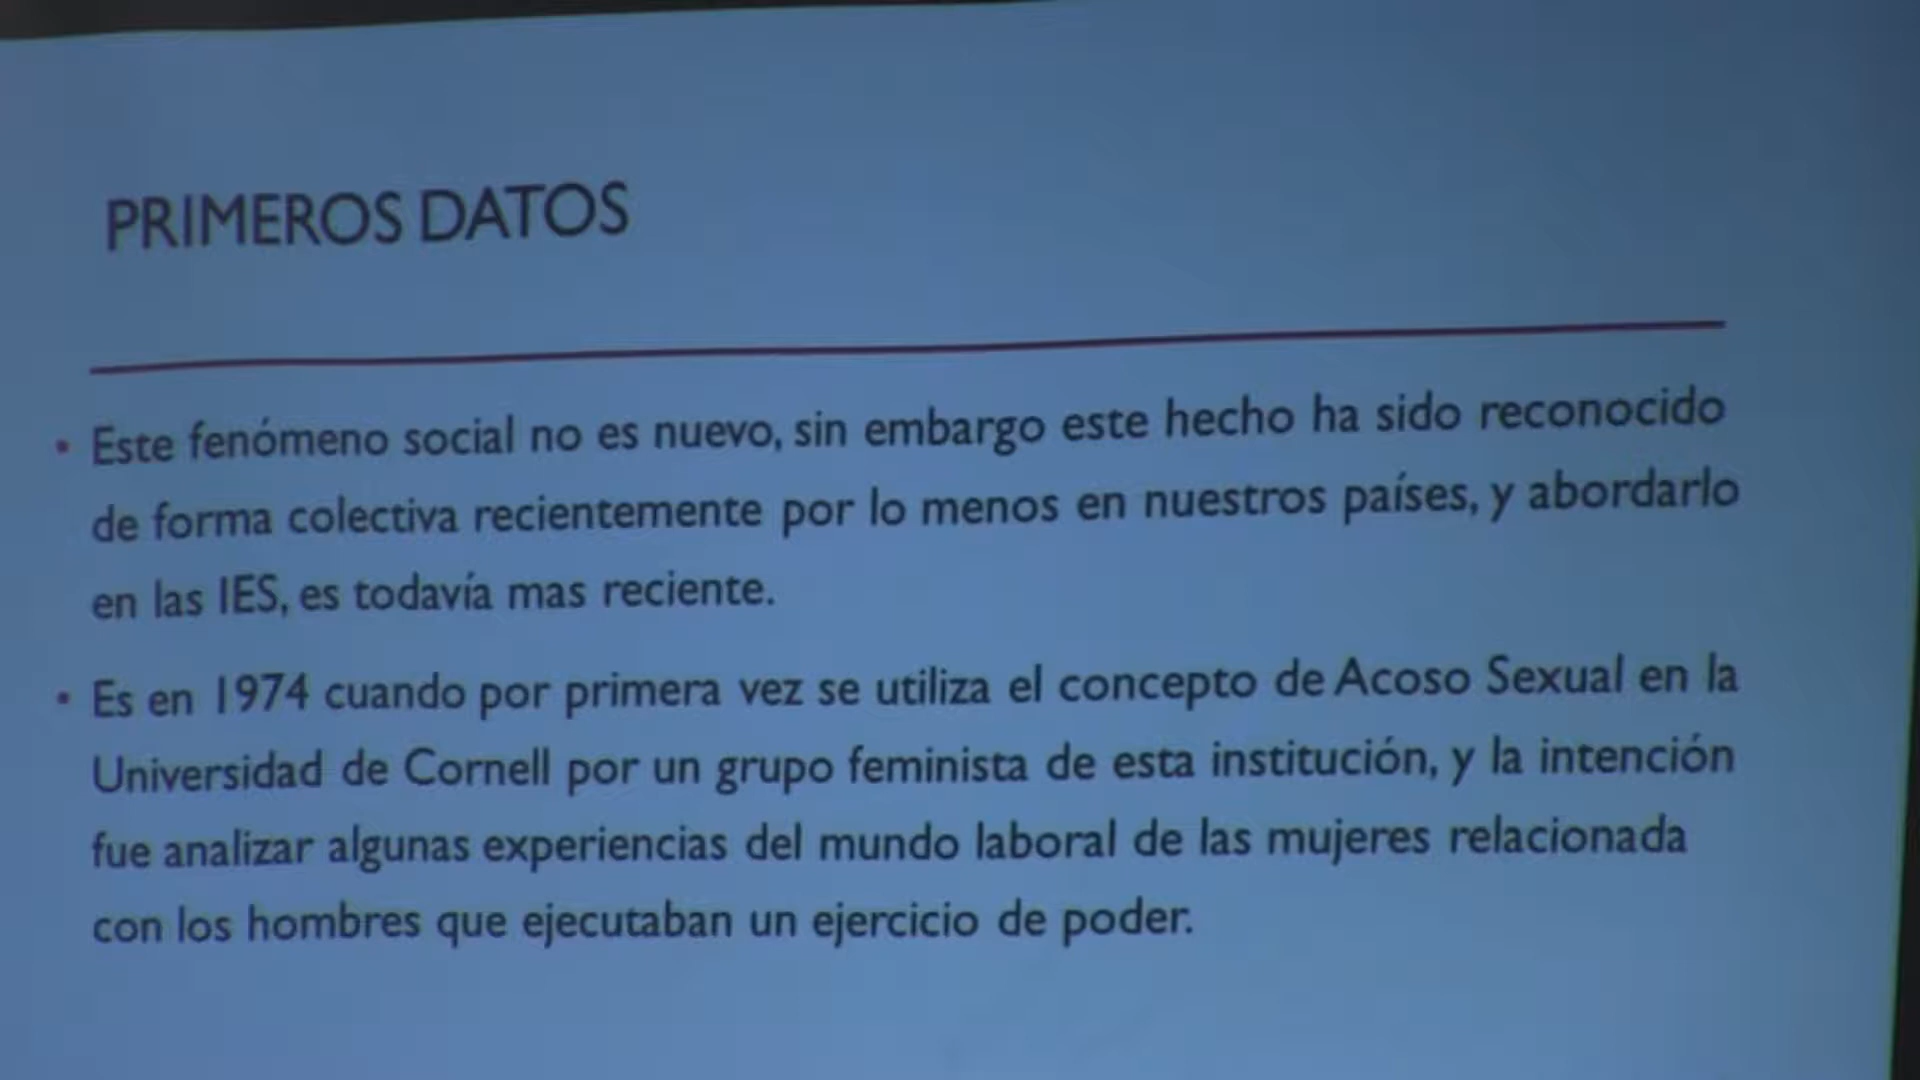 PRIMEROS DATOS
• Este fenómeno social no es nuevo, sin embargo este hecho ha sido reconocido
de forma colectiva recientemente por lo menos en nuestros países, y abordarlo
en las IES, es todavía mas reciente.
• Es en 1974 cuando por primera vez se utiliza el concepto de Acoso Sexual en la
Universidad de Cornell por un grupo feminista de esta institución, y la intención
fue analizar algunas experiencias del mundo laboral de las mujeres relacionada
con los hombres que ejecutaban un ejercicio de poder.